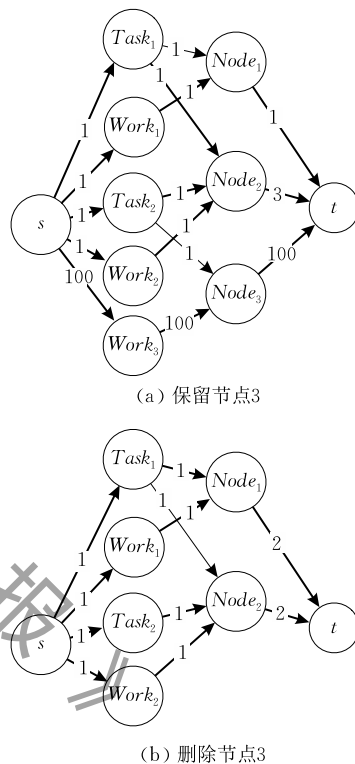 Task₁
1
Node₁
1
1
1
Work₁
1
1
s
1
Task₂
1
Node₂
3
t
1
Work₂
1
1
100
Node₃
100
Work₃
100
(a) 保留节点3
Task₁
1
Node₁
1
1
1
Work₁
1
2
报
s
1
Task₂
1
Node₂
2
t
1
Work₂
1
》
(b) 删除节点3